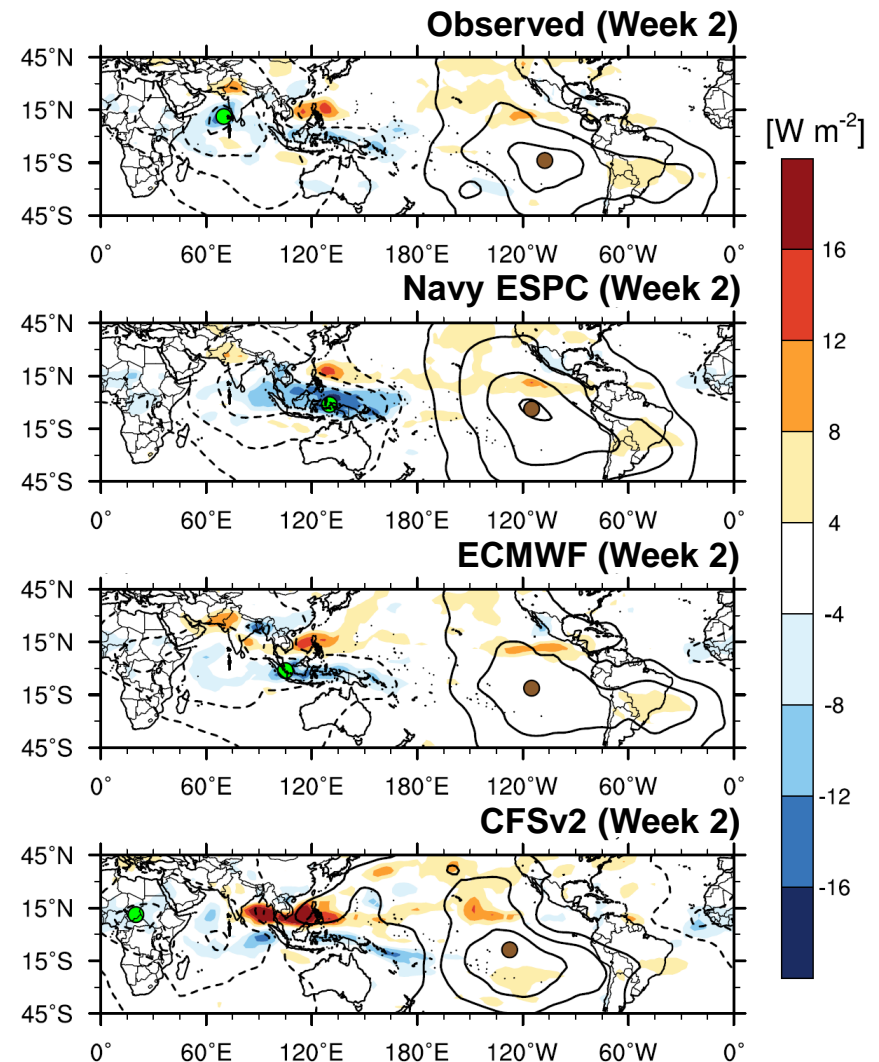 Observed (Week 2)
45°N
15°N
15°S
45°S
0° 60°E 120°E 180°E 120°W 60°W 0°
Navy ESPC (Week 2)
45°N
15°N
15°S
45°S
0° 60°E 120°E 180°E 120°W 60°W 0°
ECMWF (Week 2)
45°N
15°N
15°S
45°S
0° 60°E 120°E 180°E 120°W 60°W 0°
CFSv2 (Week 2)
45°N
15°N
15°S
45°S
0° 60°E 120°E 180°E 120°W 60°W 0°
[W m⁻²]
16
12
8
4
-4
-8
-12
-16